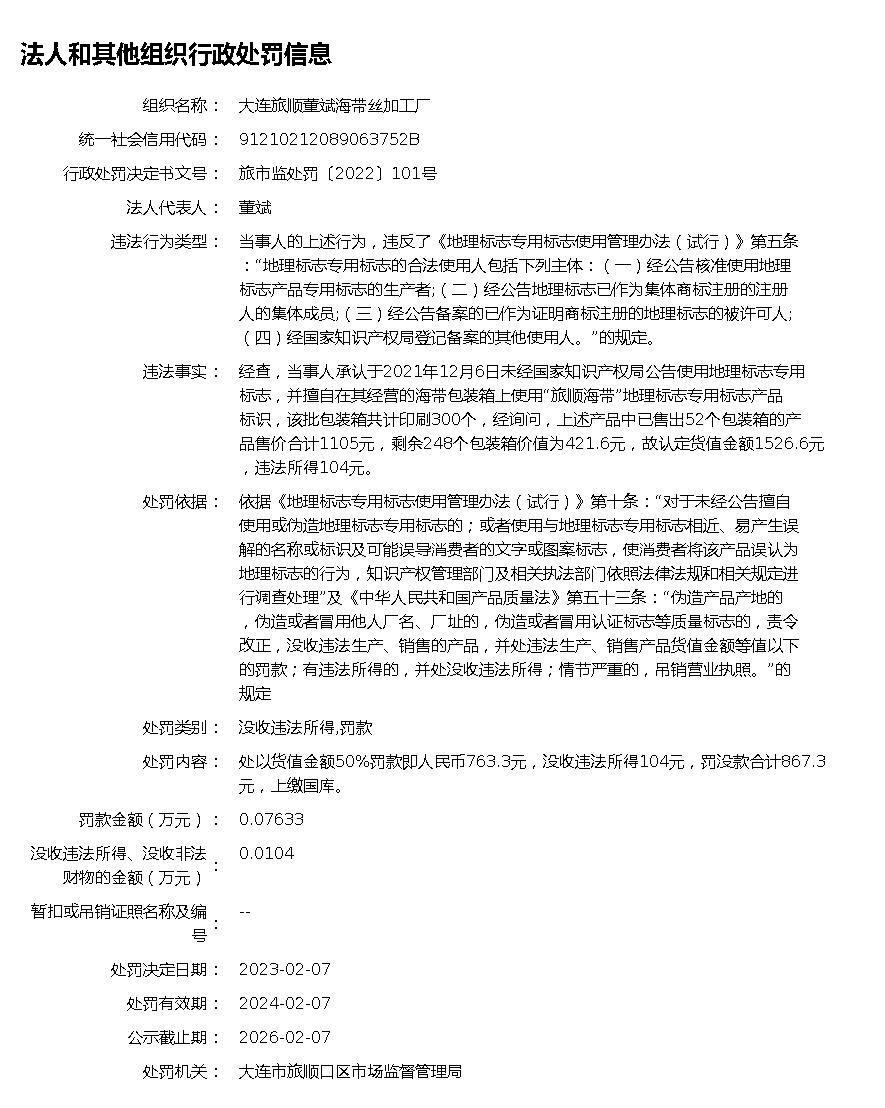 法人和其他组织行政处罚信息
组织名称： 大连旅顺董斌海带丝加工厂
统一社会信用代码： 91210212089063752B
行政处罚决定书文号： 旅市监处罚〔2022〕101号
法人代表人： 董斌
违法行为类型： 当事人的上述行为，违反了《地理标志专用标志使用管理办法（试行）》第五条
：“地理标志专用标志的合法使用人包括下列主体：（一）经公告核准使用地理
标志产品专用标志的生产者;（二）经公告地理标志已作为集体商标注册的注册
人的集体成员;（三）经公告备案的已作为证明商标注册的地理标志的被许可人;
（四）经国家知识产权局登记备案的其他使用人。”的规定。
违法事实： 经查，当事人承认于2021年12月6日未经国家知识产权局公告使用地理标志专用
标志，并擅自在其经营的海带包装箱上使用“旅顺海带”地理标志专用标志产品
标识，该批包装箱共计印刷300个，经询问，上述产品中已售出52个包装箱的产
品售价合计1105元，剩余248个包装箱价值为421.6元，故认定货值金额1526.6元
，违法所得104元。
处罚依据： 依据《地理标志专用标志使用管理办法（试行）》第十条：“对于未经公告擅自
使用或伪造地理标志专用标志的；或者使用与地理标志专用标志相近、易产生误
解的名称或标识及可能误导消费者的文字或图案标志，使消费者将该产品误认为
地理标志的行为，知识产权管理部门及相关执法部门依照法律法规和相关规定进
行调查处理”及《中华人民共和国产品质量法》第五十三条：“伪造产品产地的
，伪造或者冒用他人厂名、厂址的，伪造或者冒用认证标志等质量标志的，责令
改正，没收违法生产、销售的产品，并处违法生产、销售产品货值金额等值以下
的罚款；有违法所得的，并处没收违法所得；情节严重的，吊销营业执照。”的
规定
处罚类别： 没收违法所得,罚款
处罚内容： 处以货值金额50%罚款即人民币763.3元，没收违法所得104元，罚没款合计867.3
元，上缴国库。
罚款金额（万元）： 0.07633
没收违法所得、没收非法
财物的金额（万元）： 0.0104
暂扣或吊销证照名称及编
号： --
处罚决定日期： 2023-02-07
处罚有效期： 2024-02-07
公示截止期： 2026-02-07
处罚机关： 大连市旅顺口区市场监督管理局